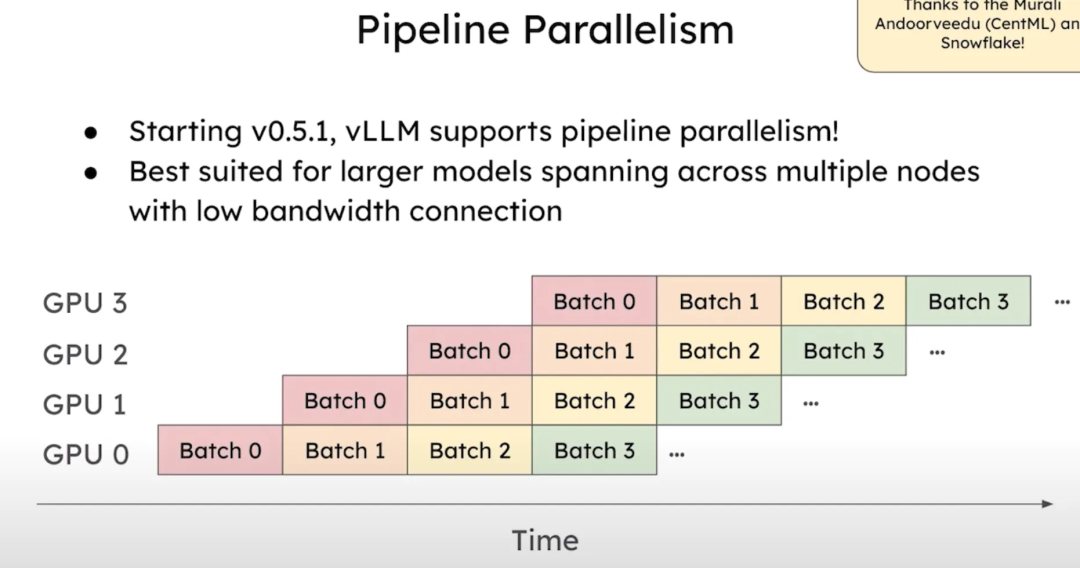 Pipeline Parallelism
Thanks to the Murali
Andoorveedu (CentML) an
Snowflake!
● Starting v0.5.1, vLLM supports pipeline parallelism!
● Best suited for larger models spanning across multiple nodes
with low bandwidth connection
GPU 3 Batch 0 Batch 1 Batch 2 Batch 3 ...
GPU 2 Batch 0 Batch 1 Batch 2 Batch 3 ...
GPU 1 Batch 0 Batch 1 Batch 2 Batch 3 ...
GPU 0 Batch 0 Batch 1 Batch 2 Batch 3 ...
Time